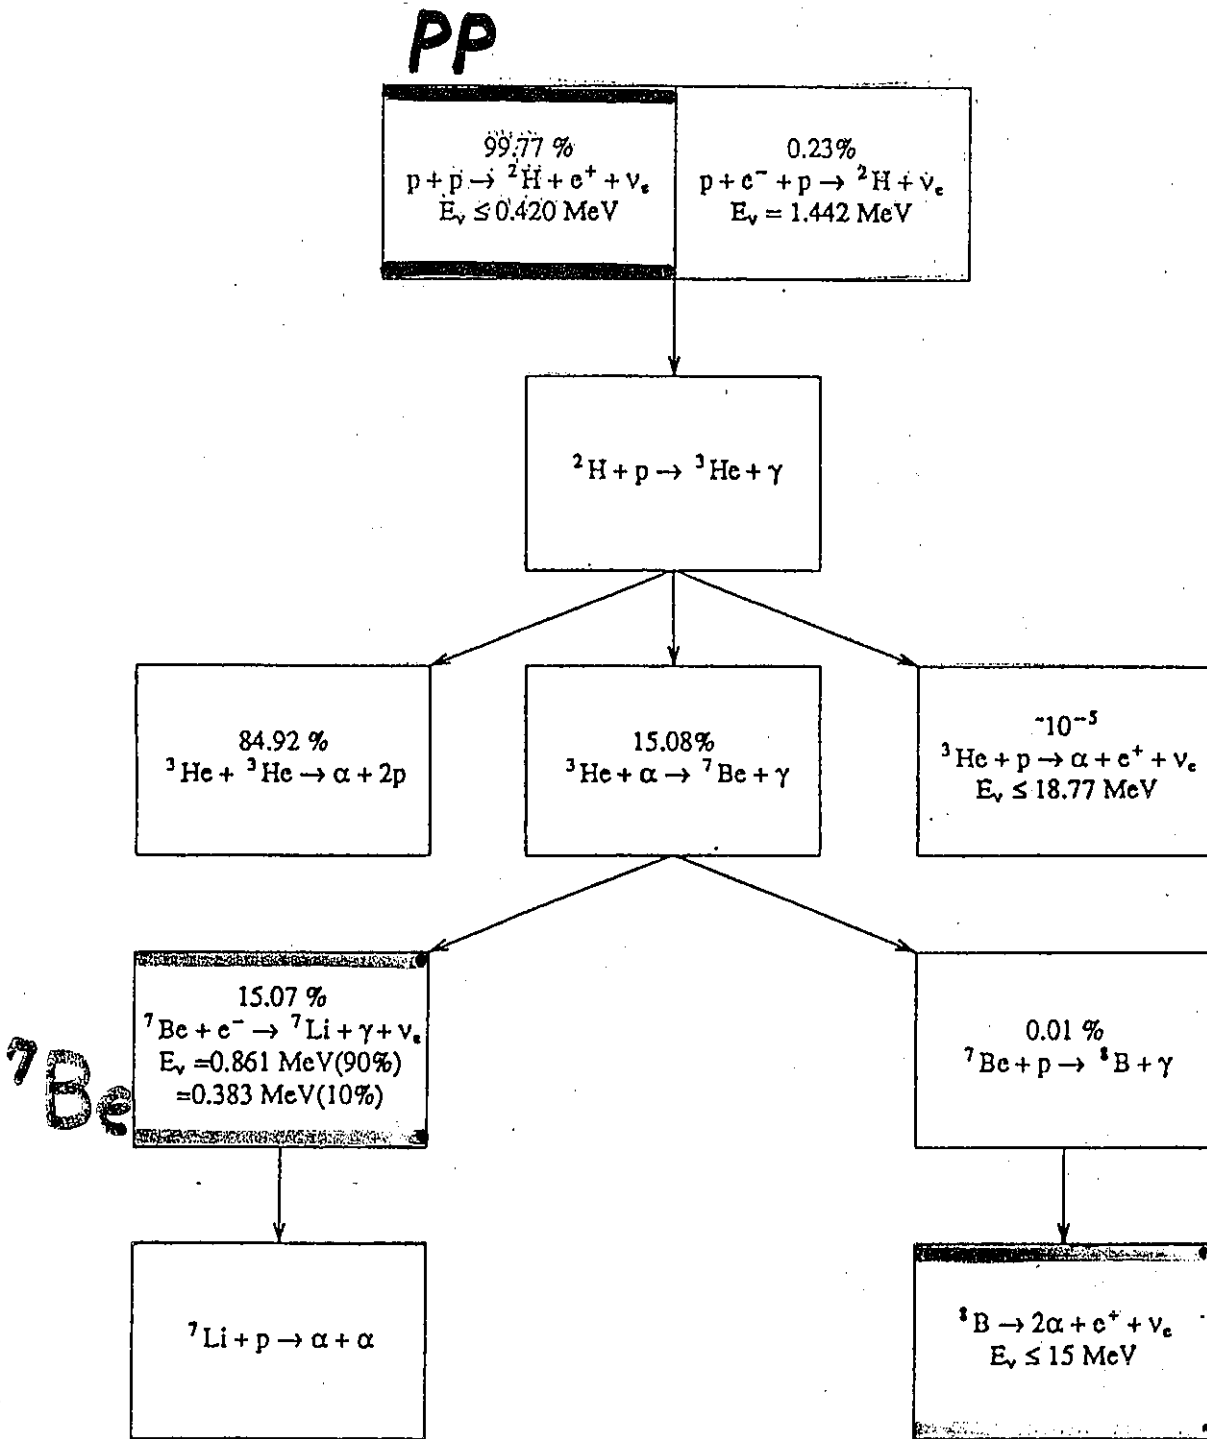 PP
99.77 %
p + p → ²H + e⁺ + νₑ
Eᵥ ≤ 0.420 MeV
0.23%
p + e⁻ + p → ²H + νₑ
Eᵥ = 1.442 MeV
²H + p → ³He + γ
84.92 %
³He + ³He → α + 2p
15.08%
³He + α → ⁷Be + γ
~10⁻⁵
³He + p → α + e⁺ + νₑ
Eᵥ ≤ 18.77 MeV
⁷Be
15.07 %
⁷Be + e⁻ → ⁷Li + γ + νₑ
Eᵥ =0.861 MeV(90%)
=0.383 MeV(10%)
0.01 %
⁷Be + p → ⁸B + γ
⁷Li + p → α + α
⁸B → 2α + e⁺ + νₑ
Eᵥ ≤ 15 MeV